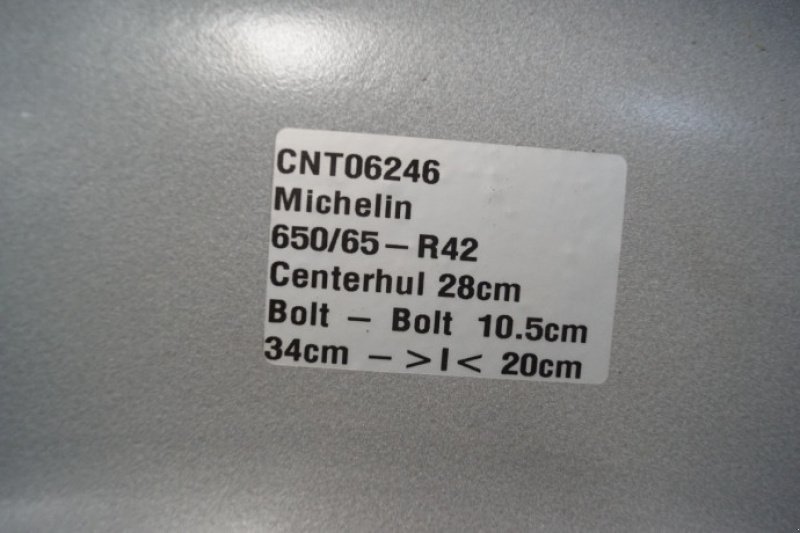 CNT06246
Michelin
650/65 – R42
Centerhul 28cm
Bolt – Bolt 10.5cm
34cm – >I< 20cm